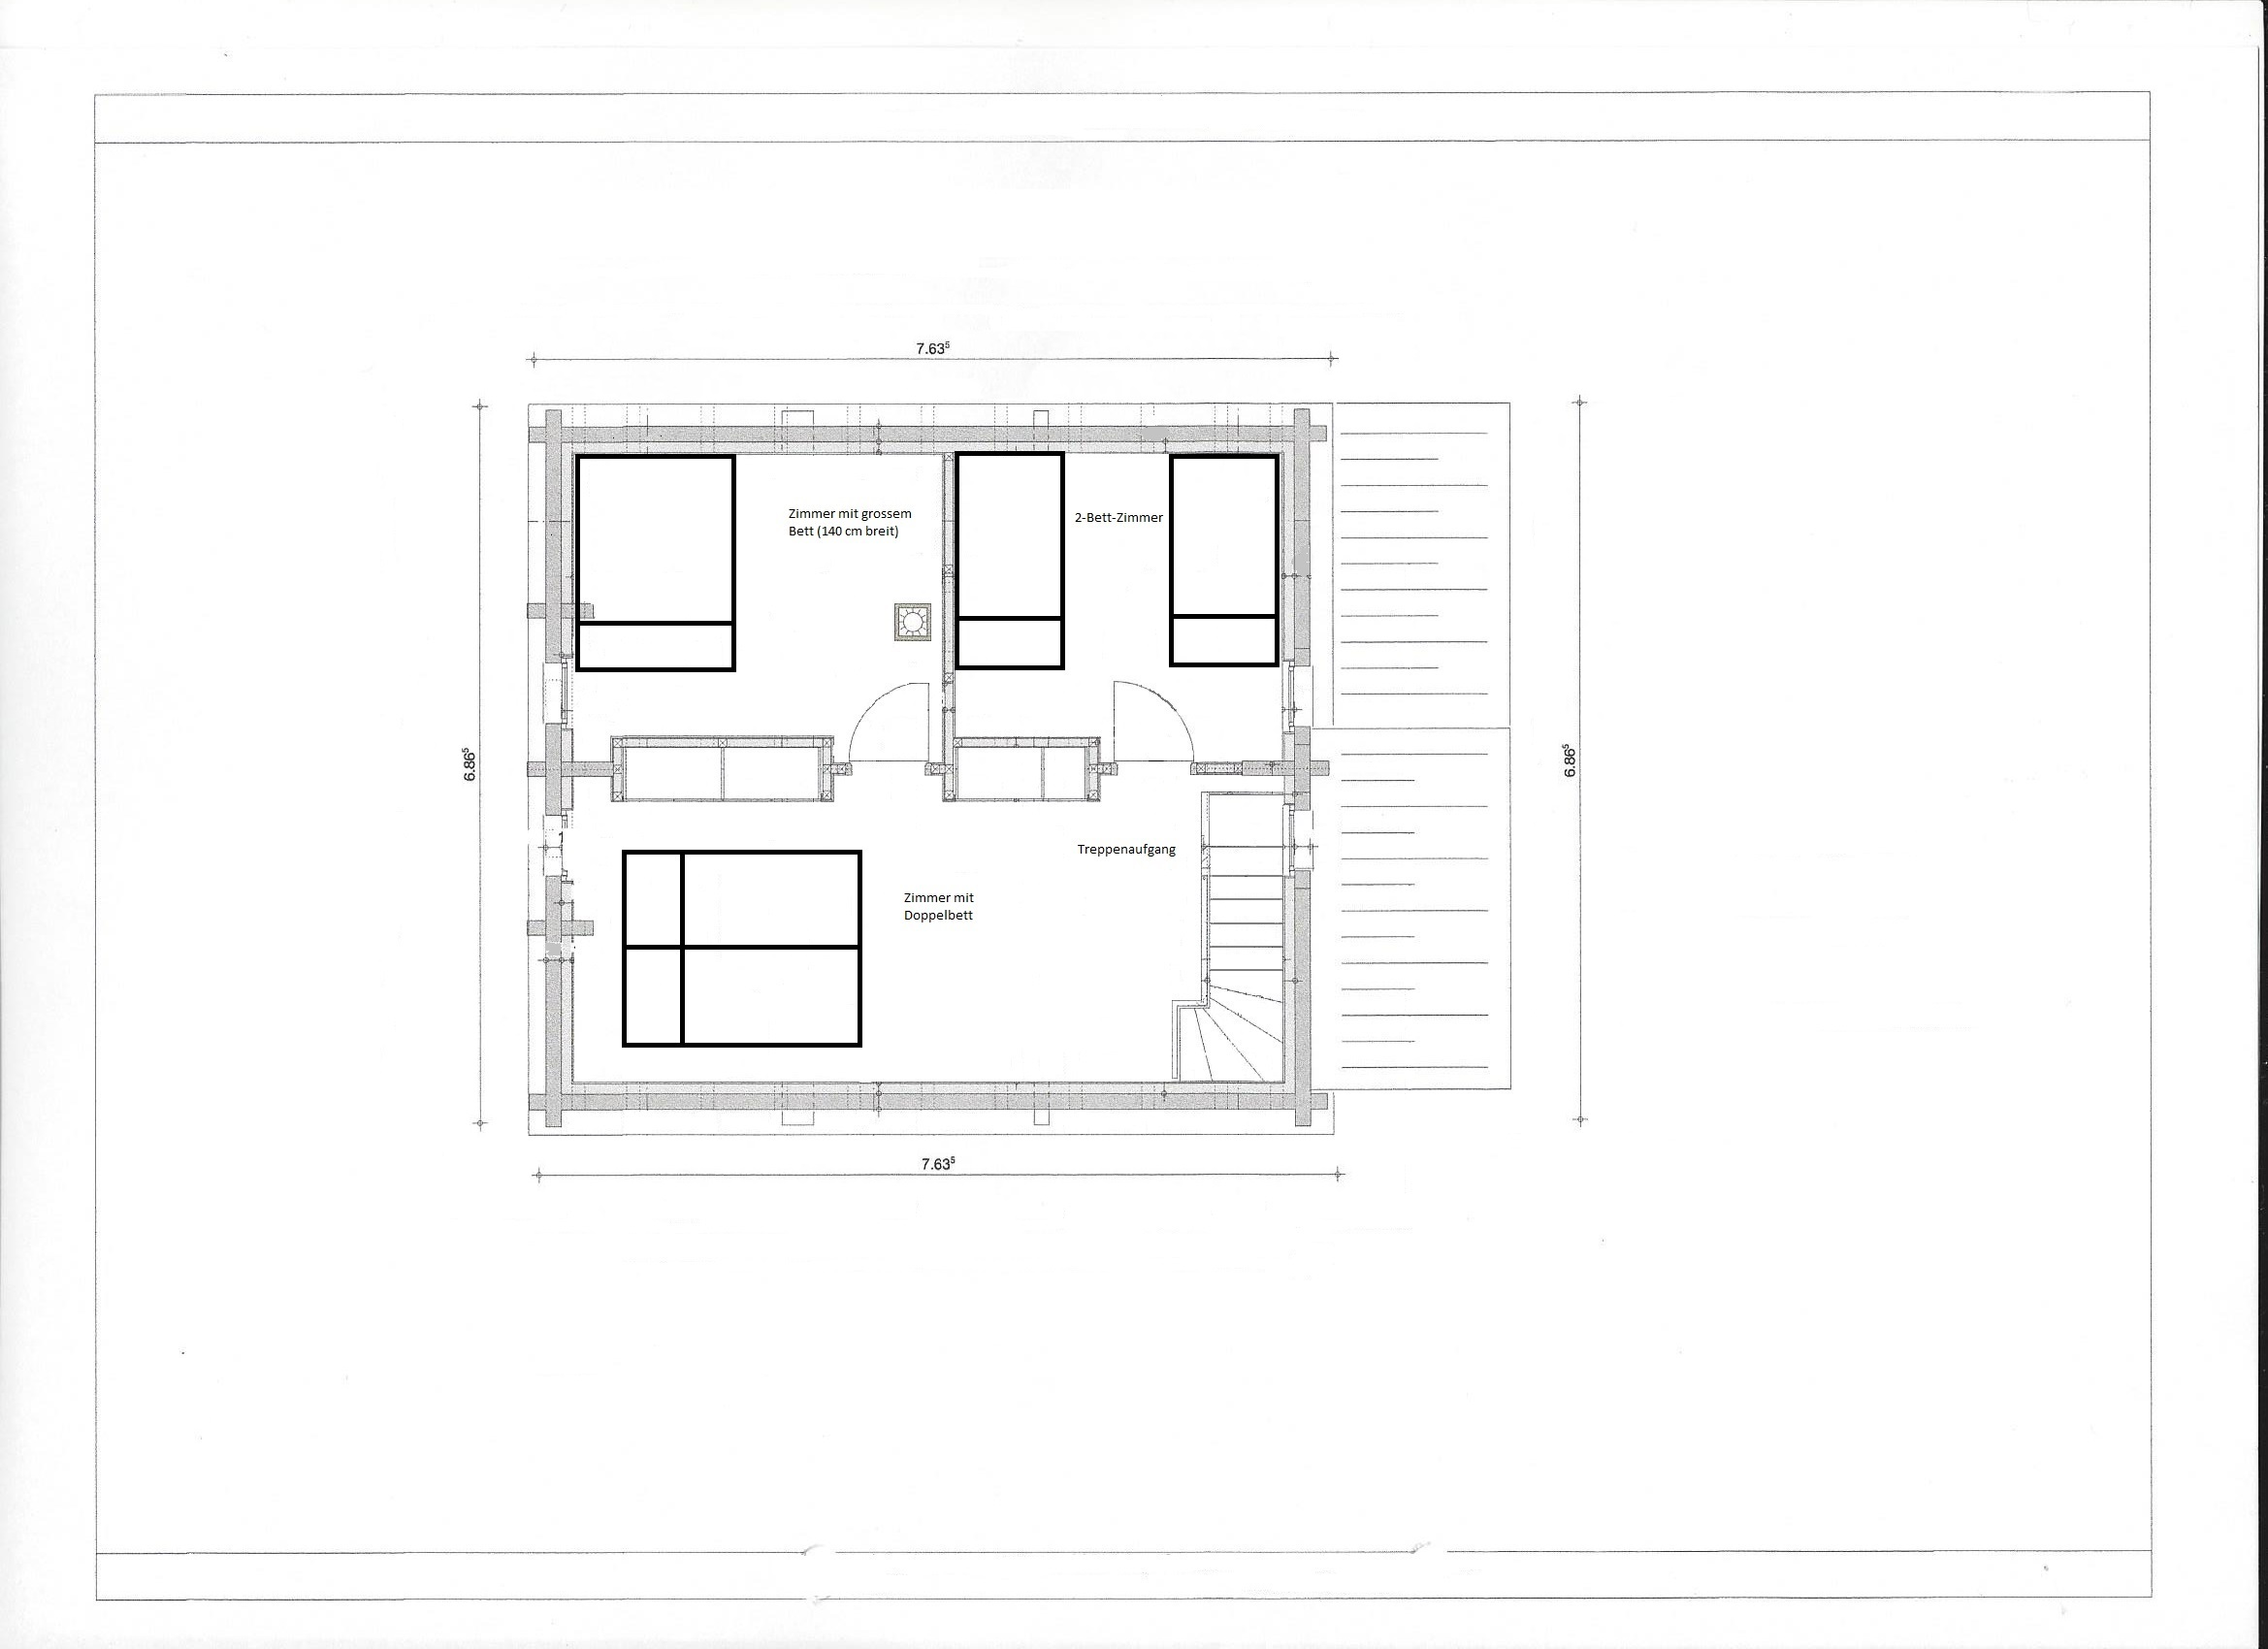 7.63⁵
Zimmer mit grossem
Bett (140 cm breit)
2-Bett-Zimmer
6.86⁵
6.86⁵
Treppenaufgang
Zimmer mit
Doppelbett
7.63⁵